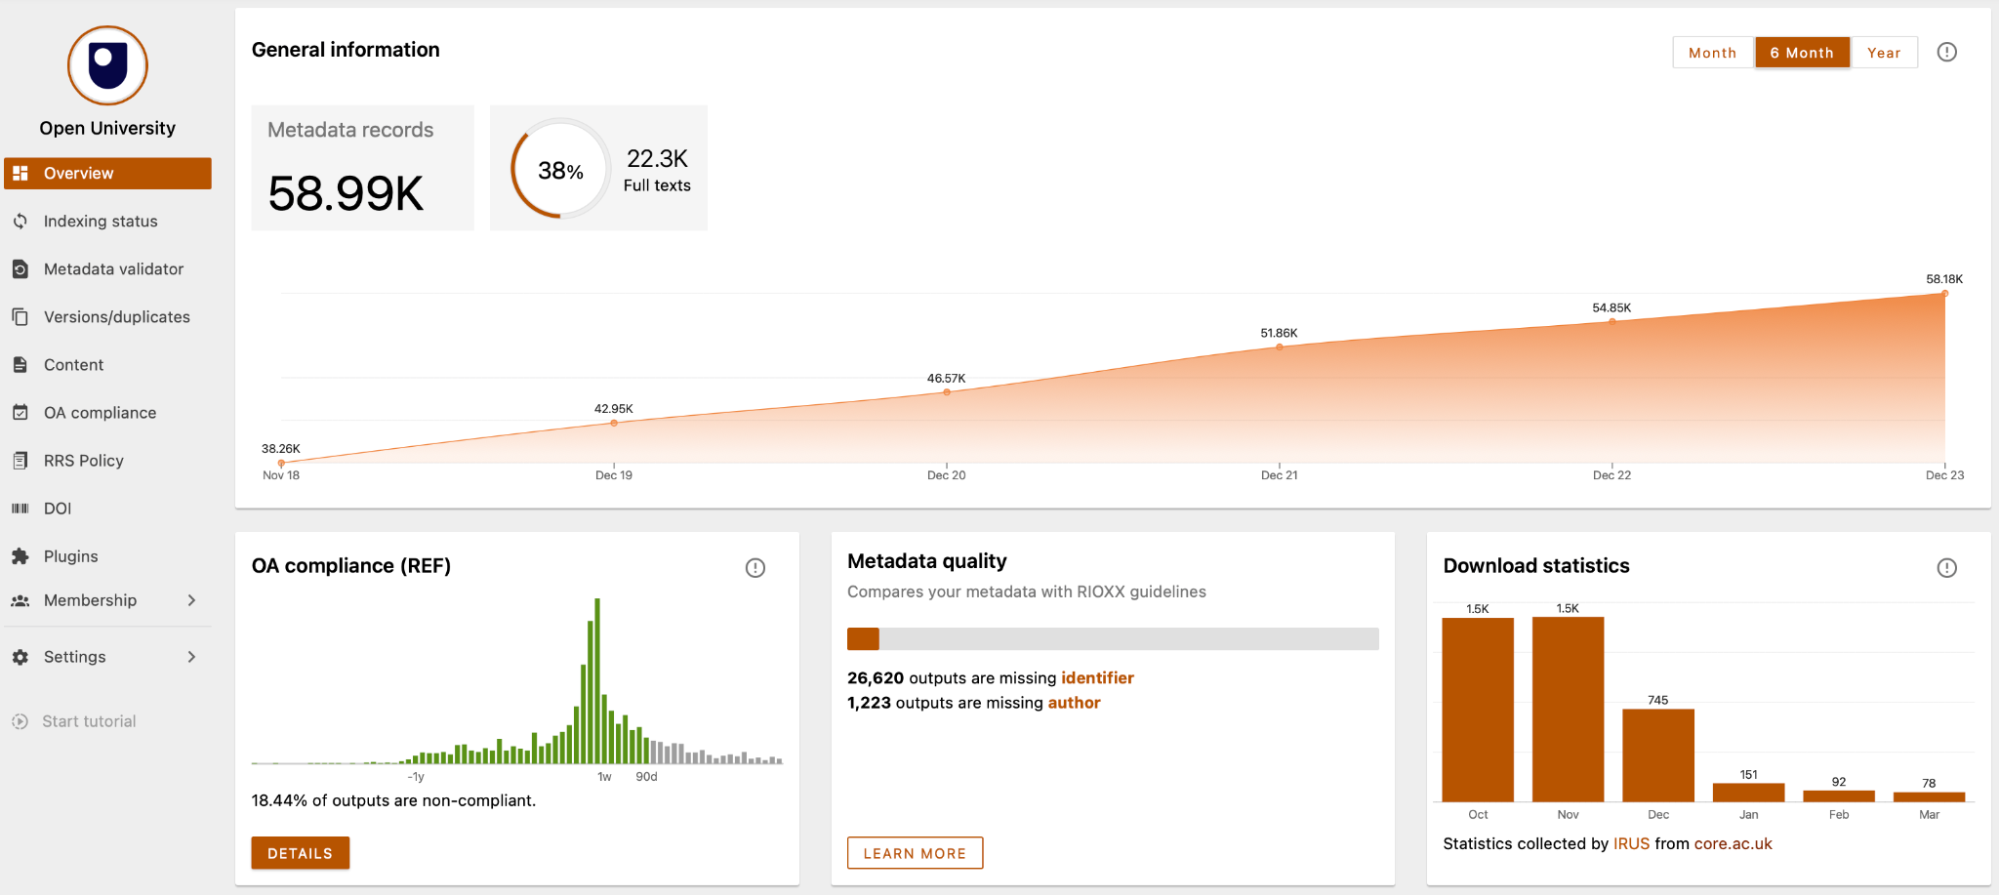 Open University
Overview
Indexing status
Metadata validator
Versions/duplicates
Content
OA compliance
RRS Policy
DOI
Plugins
Membership
Settings
Start tutorial
General information
Month
6 Month
Year
Metadata records
58.99K
38%
22.3K
Full texts
38.26K
42.95K
46.57K
51.86K
54.85K
58.18K
Nov 18
Dec 19
Dec 20
Dec 21
Dec 22
Dec 23
OA compliance (REF)
-1y
1w
90d
18.44% of outputs are non-compliant.
DETAILS
Metadata quality
Compares your metadata with RIOXX guidelines
26,620 outputs are missing identifier
1,223 outputs are missing author
LEARN MORE
Download statistics
1.5K
1.5K
745
151
92
78
Oct
Nov
Dec
Jan
Feb
Mar
Statistics collected by IRUS from core.ac.uk